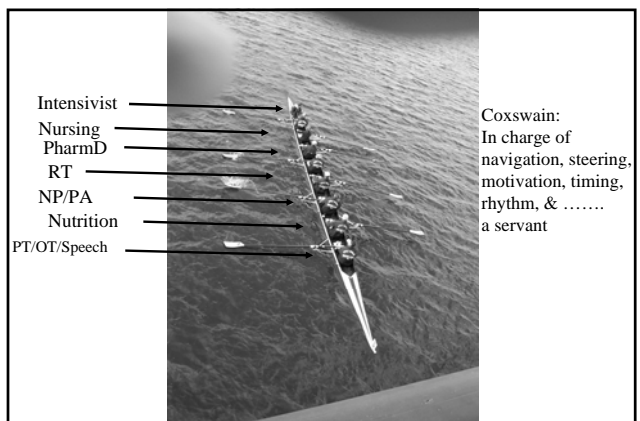 Intensivist
Nursing
PharmD
RT
NP/PA
Nutrition
PT/OT/Speech
Coxswain:
In charge of
navigation, steering,
motivation, timing,
rhythm, & …….
a servant